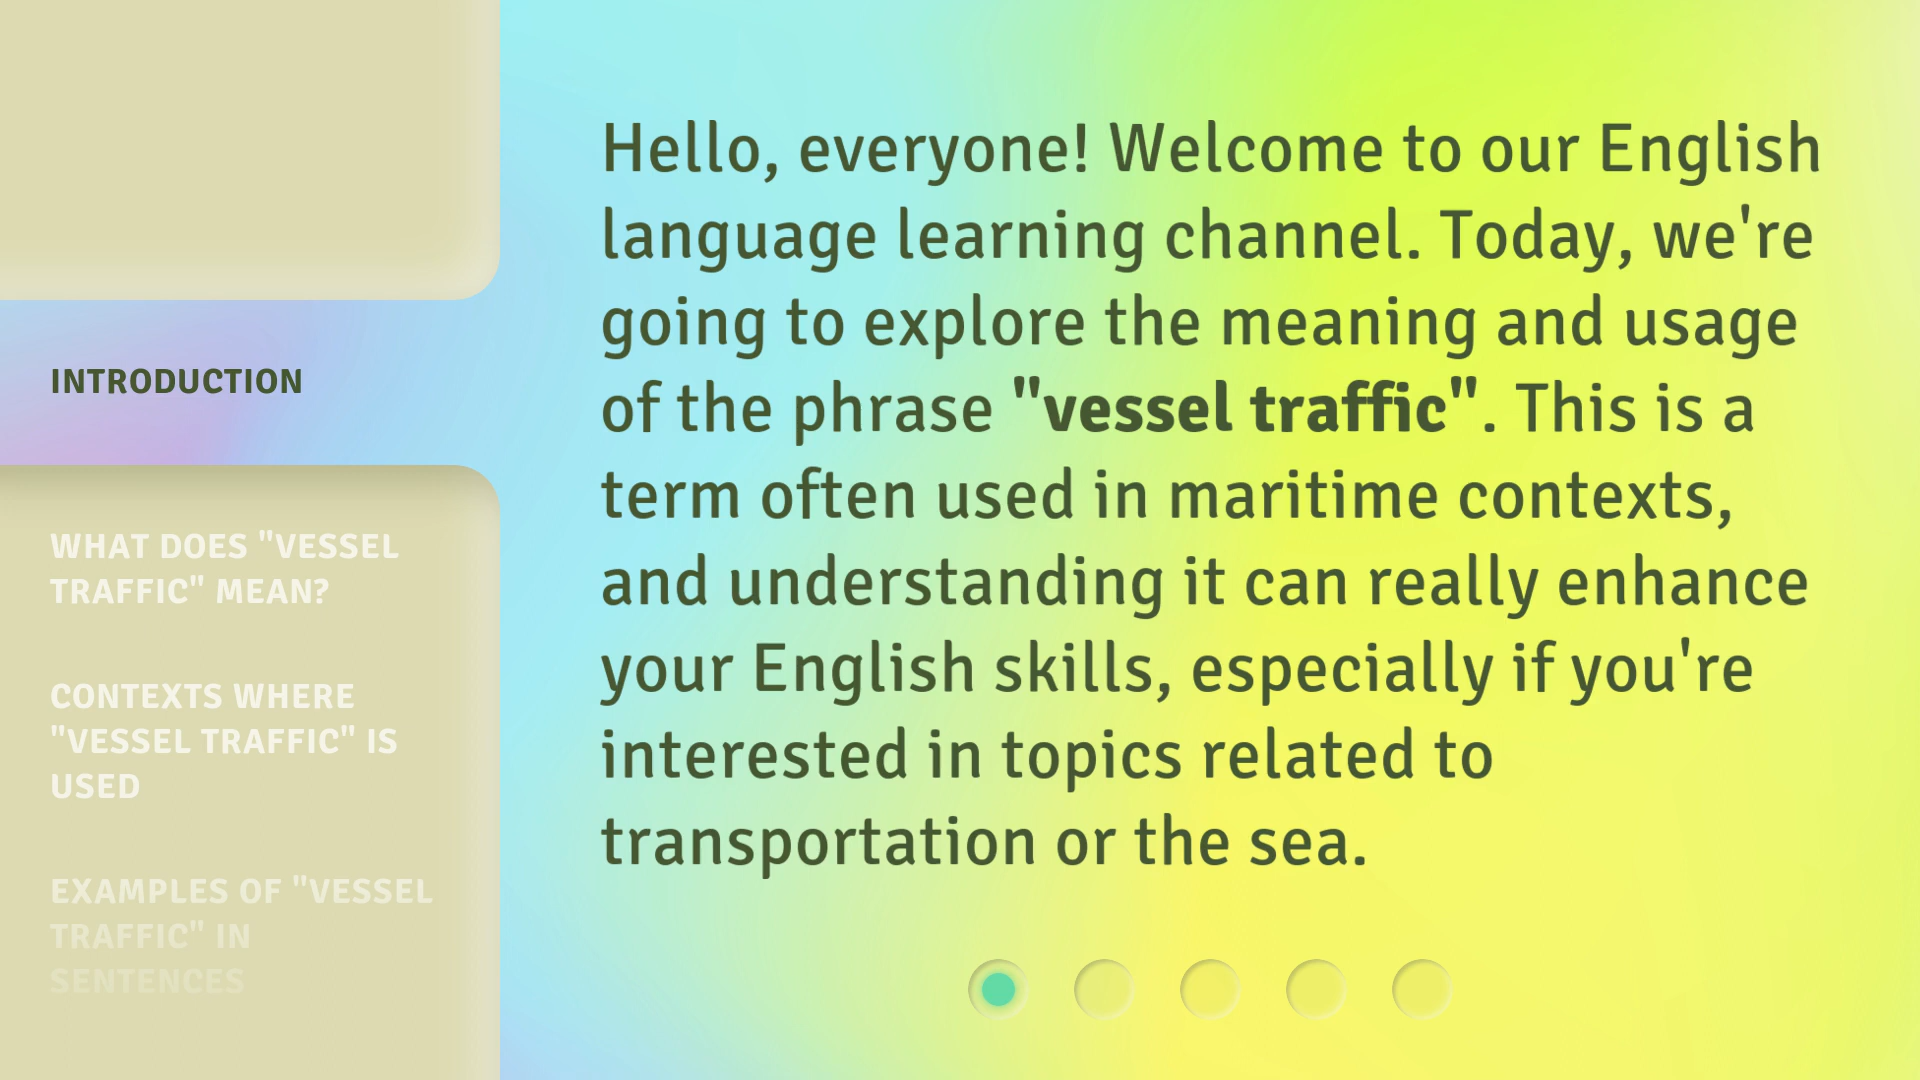 INTRODUCTION
WHAT DOES "VESSEL
TRAFFIC" MEAN?
CONTEXTS WHERE
"VESSEL TRAFFIC" IS
USED
EXAMPLES OF "VESSEL
TRAFFIC" IN
SENTENCES
Hello, everyone! Welcome to our English
language learning channel. Today, we're
going to explore the meaning and usage
of the phrase "vessel traffic". This is a
term often used in maritime contexts,
and understanding it can really enhance
your English skills, especially if you're
interested in topics related to
transportation or the sea.